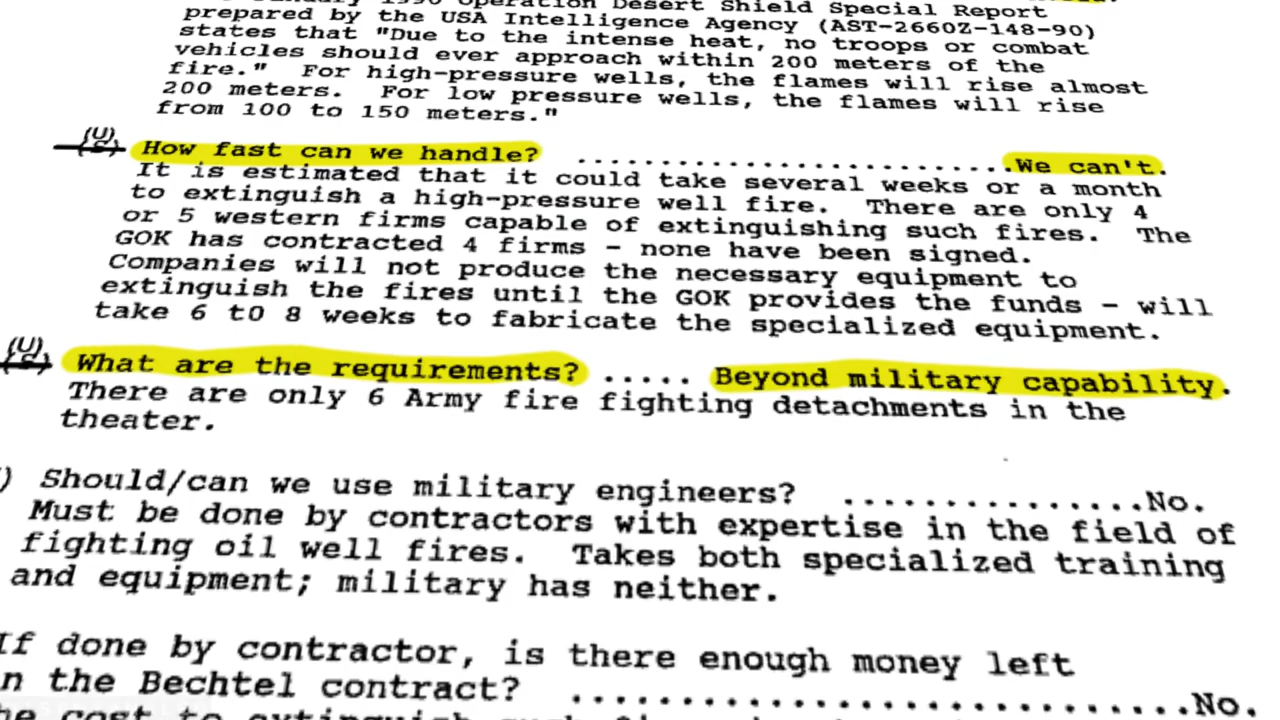 prepared by the USA Intelligence Agency (AST-2660Z-148-90)
states that "Due to the intense heat, no troops or combat
vehicles should ever approach within 200 meters of the
fire." For high-pressure wells, the flames will rise almost
200 meters. For low pressure wells, the flames will rise
from 100 to 150 meters."
(U) How fast can we handle? ...........................We can't.
It is estimated that it could take several weeks or a month
to extinguish a high-pressure well fire. There are only 4
or 5 western firms capable of extinguishing such fires. The
GOK has contracted 4 firms - none have been signed.
Companies will not produce the necessary equipment to
extinguish the fires until the GOK provides the funds - will
take 6 t0 8 weeks to fabricate the specialized equipment.
(U) What are the requirements? ..... Beyond military capability.
There are only 6 Army fire fighting detachments in the
theater.
) Should/can we use military engineers? ...............No.
Must be done by contractors with expertise in the field of
fighting oil well fires. Takes both specialized training
and equipment; military has neither.
If done by contractor, is there enough money left
n the Bechtel contract? ..............................No.